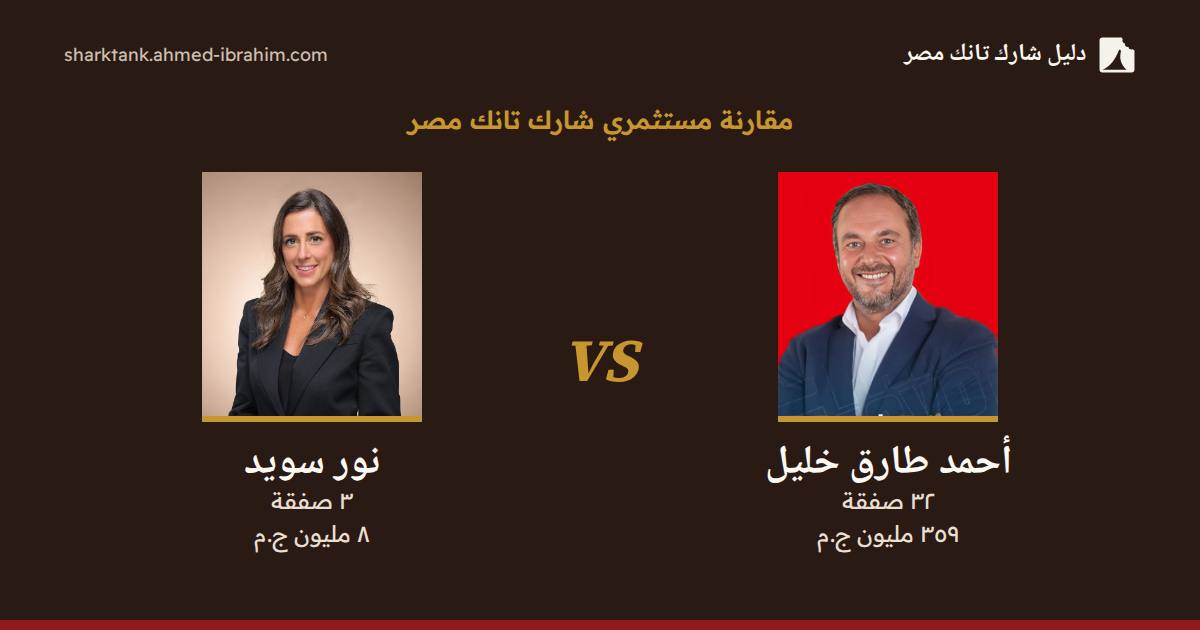 دليل شارك تانك مصر
sharktank.ahmed-ibrahim.com
مقارنة مستثمري شارك تانك مصر
أحمد طارق خليل
٣٢ صفقة
٣٥٩ مليون ج.م
VS
نور سويد
٣ صفقة
٨ مليون ج.م